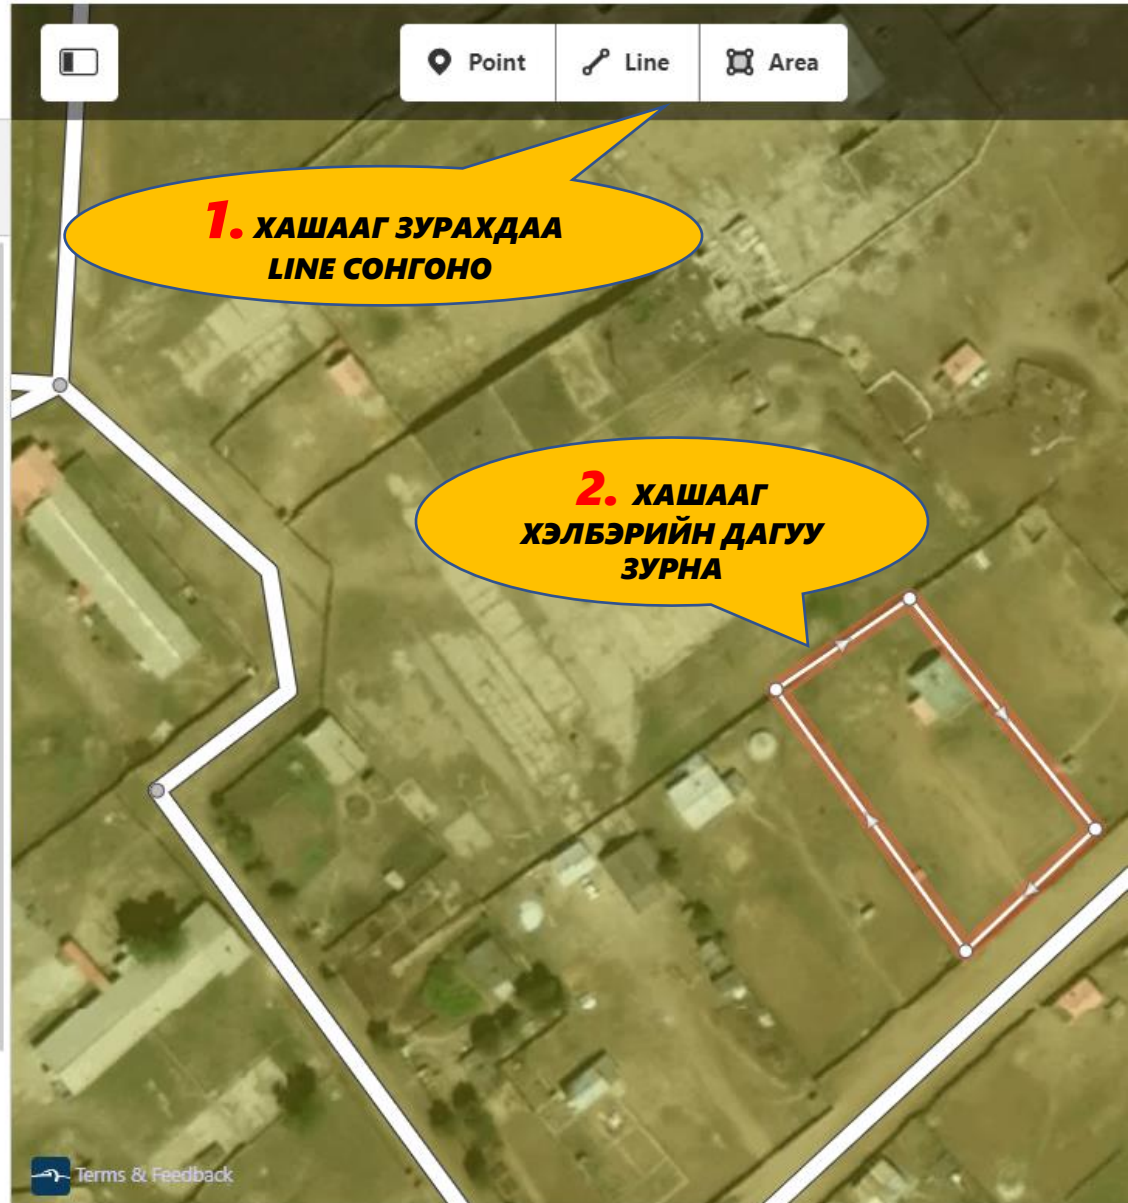 Point
Line
Area
1. ХАШААГ ЗУРАХДАА
LINE СОНГОНО
2. ХАШААГ
ХЭЛБЭРИЙН ДАГУУ
ЗУРНА
Terms & Feedback